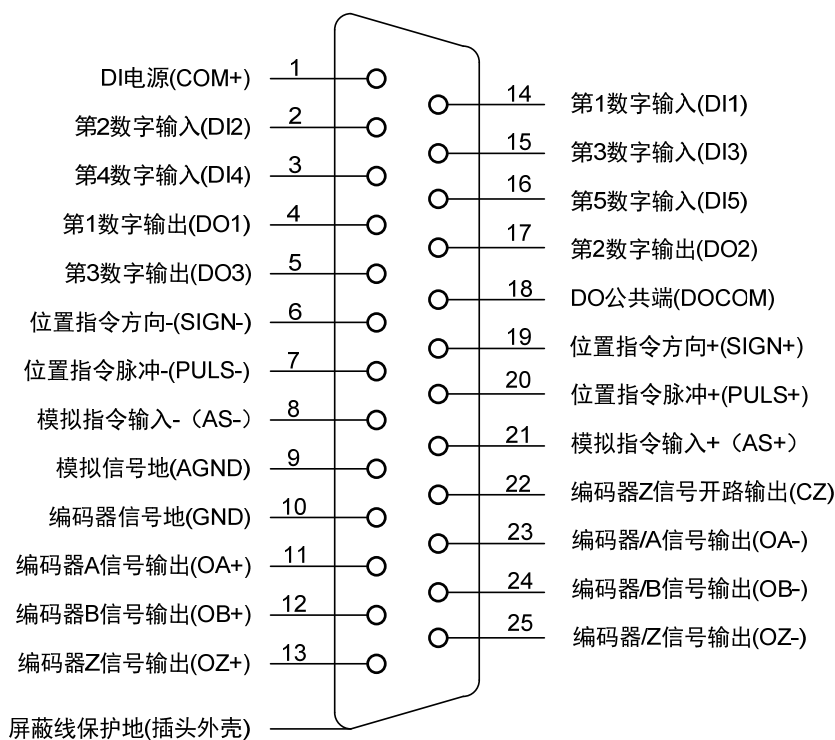 DI电源(COM+) 1
第2数字输入(DI2) 2
第4数字输入(DI4) 3
第1数字输出(DO1) 4
第3数字输出(DO3) 5
位置指令方向-(SIGN-) 6
位置指令脉冲-(PULS-) 7
模拟指令输入-（AS-） 8
模拟信号地(AGND) 9
编码器信号地(GND) 10
编码器A信号输出(OA+) 11
编码器B信号输出(OB+) 12
编码器Z信号输出(OZ+) 13
屏蔽线保护地(插头外壳)
14 第1数字输入(DI1)
15 第3数字输入(DI3)
16 第5数字输入(DI5)
17 第2数字输出(DO2)
18 DO公共端(DOCOM)
19 位置指令方向+(SIGN+)
20 位置指令脉冲+(PULS+)
21 模拟指令输入+（AS+）
22 编码器Z信号开路输出(CZ)
23 编码器/A信号输出(OA-)
24 编码器/B信号输出(OB-)
25 编码器/Z信号输出(OZ-)